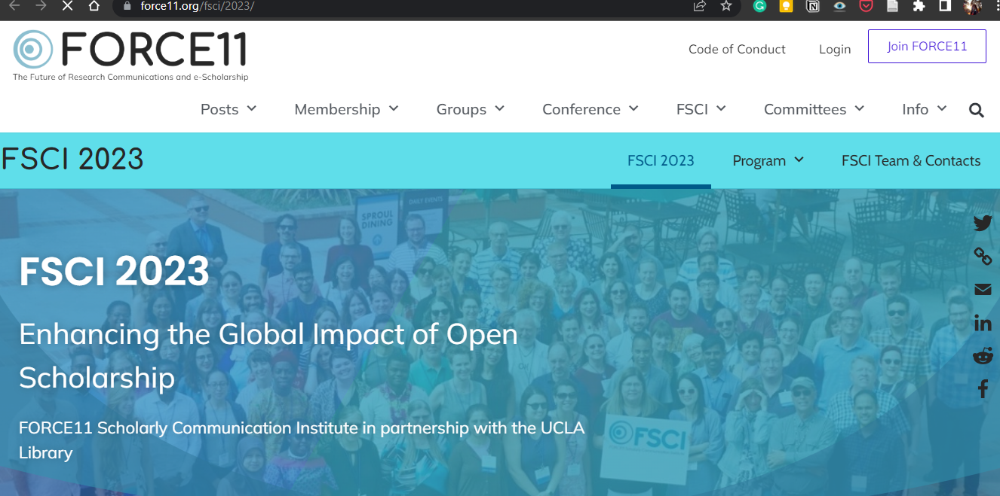 force11.org/fsci/2023/
FORCE11
The Future of Research Communications and e-Scholarship
Code of Conduct
Login
Join FORCE11
Posts
Membership
Groups
Conference
FSCI
Committees
Info
FSCI 2023
FSCI 2023
Program
FSCI Team & Contacts
SPROUL
DINING
DAILY EVENTS
FSCI 2023
Enhancing the Global Impact of Open
Scholarship
FORCE11 Scholarly Communication Institute in partnership with the UCLA
Library
FSCI